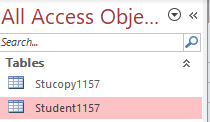 All Access Obje...
Search...
Tables
Stucopy1157
Student1157